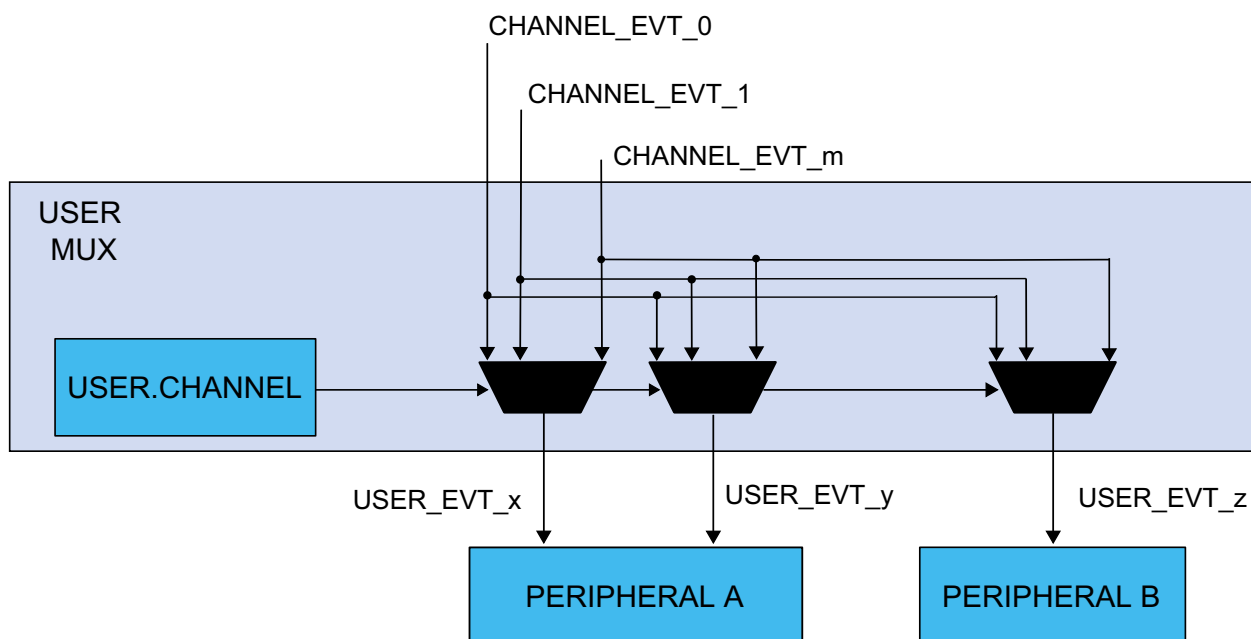 CHANNEL_EVT_0
CHANNEL_EVT_1
CHANNEL_EVT_m
USER
MUX
USER.CHANNEL
USER_EVT_x
USER_EVT_y
USER_EVT_z
PERIPHERAL A
PERIPHERAL B